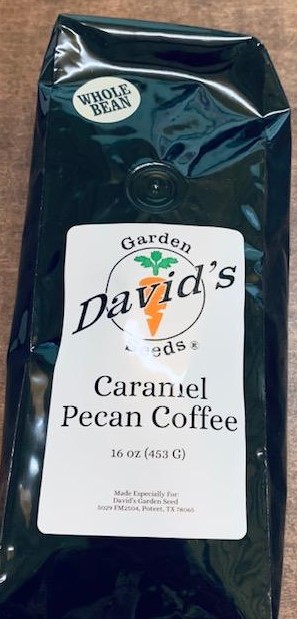 WHOLE
BEAN
Garden
David's
Seeds®
Caramel
Pecan Coffee
16 oz (453 G)
Made Especially for:
David's Garden Seed
5029 FM2504, Poteet, TX 78065